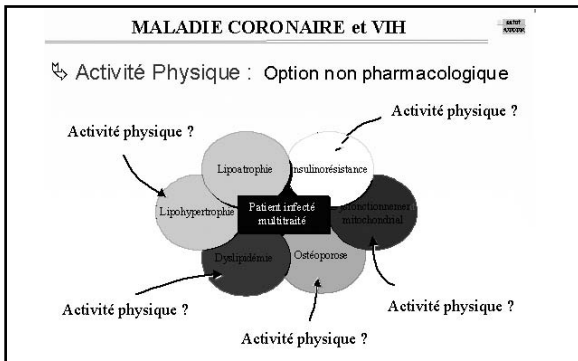 MALADIE CORONAIRE et VIH
Activité Physique : Option non pharmacologique
Activité physique ?
Activité physique ?
Lipoatrophie
Insulinorésistance
Lipohypertrophie
Patient infecté
multitraité
mitochondrial
Dyslipidémie
Ostéoporose
Activité physique ?
Activité physique ?
Activité physique ?